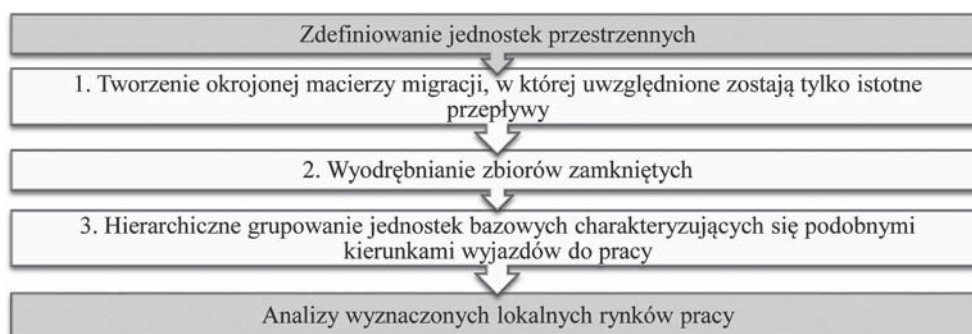 Zdefiniowanie jednostek przestrzennych
1. Tworzenie okrojonej macierzy migracji, w której uwzględnione zostają tylko istotne
przepływy
2. Wyodrębnianie zbiorów zamkniętych
3. Hierarchiczne grupowanie jednostek bazowych charakteryzujących się podobnymi
kierunkami wyjazdów do pracy
Analizy wyznaczonych lokalnych rynków pracy